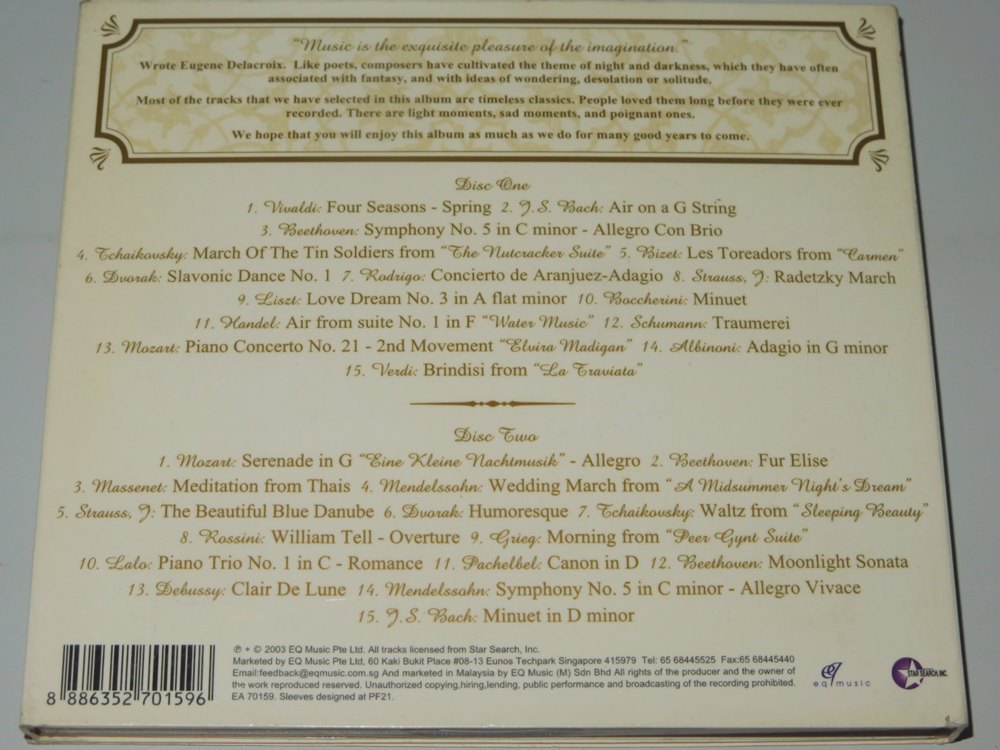 "Music is the exquisite pleasure of the imagination."
Wrote Eugene Delacroix. Like poets, composers have cultivated the theme of night and darkness, which they have often
associated with fantasy, and with ideas of wondering, desolation or solitude.
Most of the tracks that we have selected in this album are timeless classics. People loved them long before they were ever
recorded. There are light moments, sad moments, and poignant ones.
We hope that you will enjoy this album as much as we do for many good years to come.
Disc One
1. Vivaldi: Four Seasons - Spring 2. J.S. Bach: Air on a G String
3. Beethoven: Symphony No. 5 in C minor - Allegro Con Brio
4. Tchaikovsky: March Of The Tin Soldiers from "The Nutcracker Suite" 5. Bizet: Les Toreadors from "Carmen"
6. Dvorak: Slavonic Dance No. 1 7. Rodrigo: Concierto de Aranjuez-Adagio 8. Strauss, J: Radetzky March
9. Liszt: Love Dream No. 3 in A flat minor 10. Boccherini: Minuet
11. Handel: Air from suite No. 1 in F "Water Music" 12. Schumann: Traumerei
13. Mozart: Piano Concerto No. 21 - 2nd Movement "Elvira Madigan" 14. Albinoni: Adagio in G minor
15. Verdi: Brindisi from "La Traviata"
Disc Two
1. Mozart: Serenade in G "Eine Kleine Nachtmusik" - Allegro 2. Beethoven: Fur Elise
3. Massenet: Meditation from Thais 4. Mendelssohn: Wedding March from "A Midsummer Night's Dream"
5. Strauss, J: The Beautiful Blue Danube 6. Dvorak: Humoresque 7. Tchaikovsky: Waltz from "Sleeping Beauty"
8. Rossini: William Tell - Overture 9. Grieg: Morning from "Peer Gynt Suite"
10. Lalo: Piano Trio No. 1 in C - Romance 11. Pachelbel: Canon in D 12. Beethoven: Moonlight Sonata
13. Debussy: Clair De Lune 14. Mendelssohn: Symphony No. 5 in C minor - Allegro Vivace
15. J.S. Bach: Minuet in D minor
℗ + © 2003 EQ Music Pte Ltd. All tracks licensed from Star Search, Inc.
Marketed by EQ Music Pte Ltd, 60 Kaki Bukit Place #08-13 Eunos Techpark Singapore 415979 Tel: 65 68445525 Fax:65 68445440
Email:feedback@eqmusic.com.sg And marketed in Malaysia by EQ Music (M) Sdn Bhd All rights of the producer and the owner of
the work reproduced reserved. Unauthorized copying,hiring,lending, public performance and broadcasting of the recording prohibited.
EA 70159. Sleeves designed at PF21.
8 886352 701596
eq music
STAR SEARCH, INC.